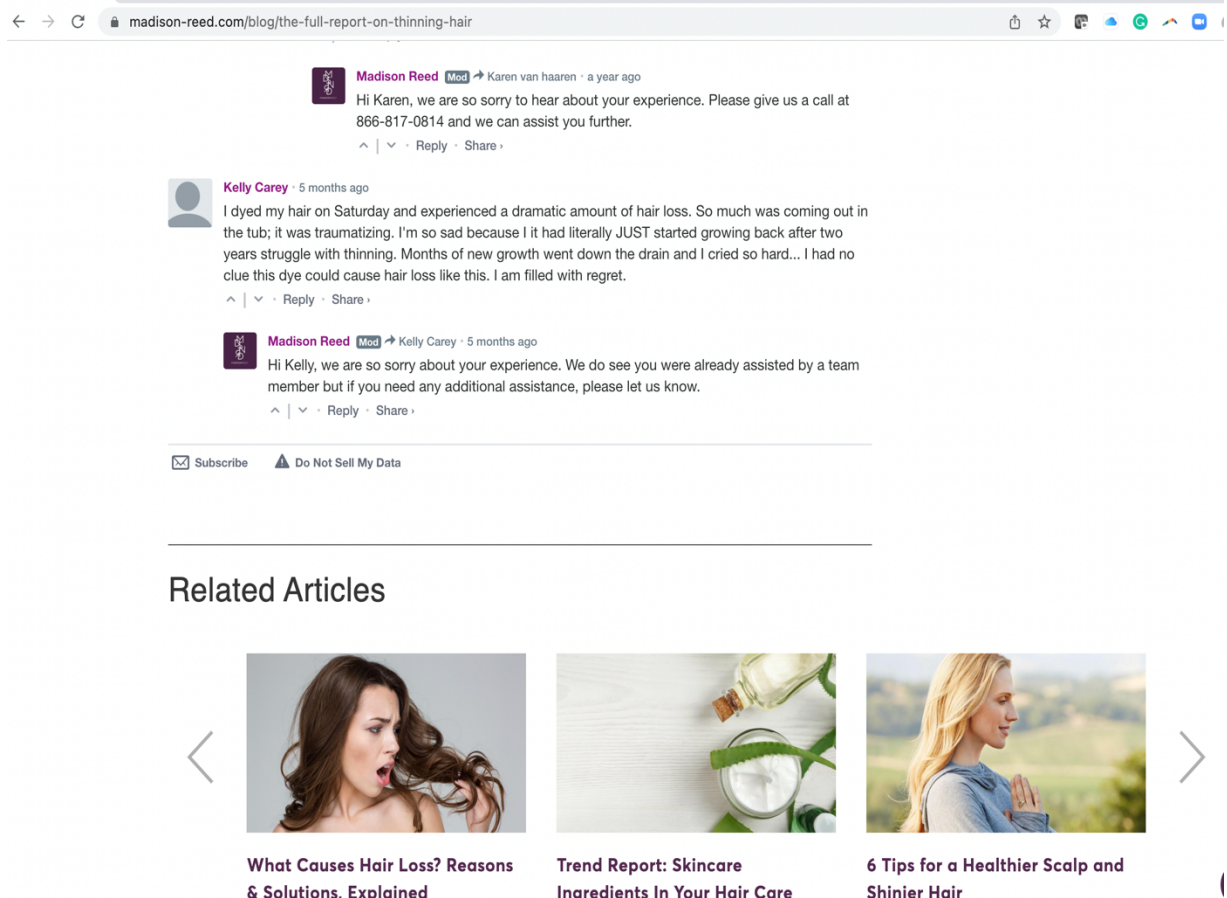 madison-reed.com/blog/the-full-report-on-thinning-hair
Madison Reed Mod Karen van haaren · a year ago
Hi Karen, we are so sorry to hear about your experience. Please give us a call at
866-817-0814 and we can assist you further.
Reply · Share ›
Kelly Carey · 5 months ago
I dyed my hair on Saturday and experienced a dramatic amount of hair loss. So much was coming out in
the tub; it was traumatizing. I'm so sad because I it had literally JUST started growing back after two
years struggle with thinning. Months of new growth went down the drain and I cried so hard... I had no
clue this dye could cause hair loss like this. I am filled with regret.
Reply · Share ›
Madison Reed Mod Kelly Carey · 5 months ago
Hi Kelly, we are so sorry about your experience. We do see you were already assisted by a team
member but if you need any additional assistance, please let us know.
Reply · Share ›
Subscribe Do Not Sell My Data
Related Articles
What Causes Hair Loss? Reasons
& Solutions, Explained
Trend Report: Skincare
Ingredients In Your Hair Care
6 Tips for a Healthier Scalp and
Shinier Hair